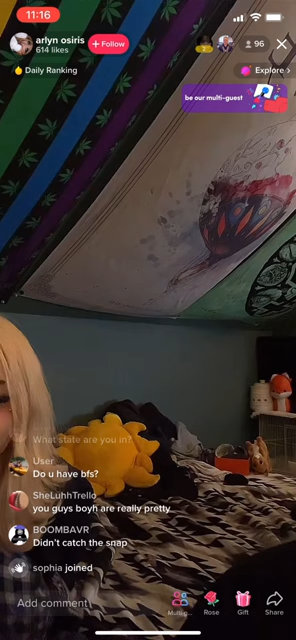 11:16
arlyn osiris
614 likes
+ Follow
96
Daily Ranking
Explore >
be our multi-guest
What state are you in?
User
Do u have bfs?
SheLuhhTrello
you guys boyh are really pretty
BOOMBAVR
Didn't catch the snap
sophia joined
Add comment
Multi-g...
Rose
Gift
Share